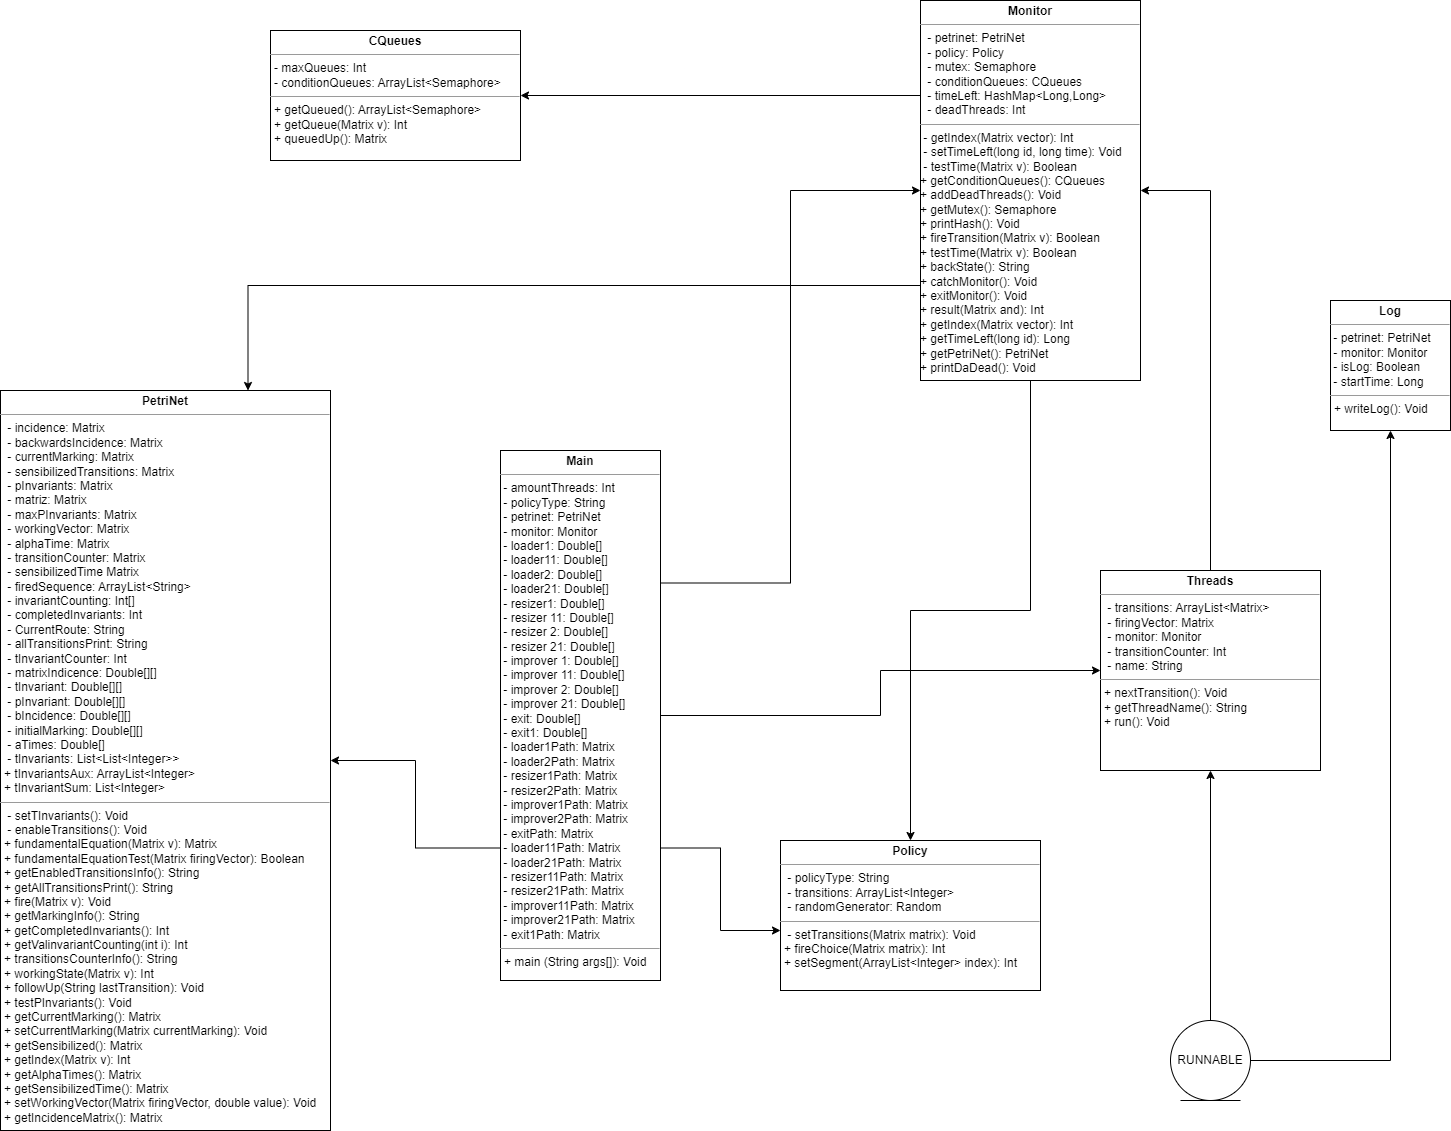 CQueues
- maxQueues: Int
- conditionQueues: ArrayList<Semaphore>
+ getQueued(): ArrayList<Semaphore>
+ getQueue(Matrix v): Int
+ queuedUp(): Matrix
Monitor
- petrinet: PetriNet
- policy: Policy
- mutex: Semaphore
- conditionQueues: CQueues
- timeLeft: HashMap<Long,Long>
- deadThreads: Int
- getIndex(Matrix vector): Int
- setTimeLeft(long id, long time): Void
- testTime(Matrix v): Boolean
+ getConditionQueues(): CQueues
+ addDeadThreads(): Void
+ getMutex(): Semaphore
+ printHash(): Void
+ fireTransition(Matrix v): Boolean
+ testTime(Matrix v): Boolean
+ backState(): String
+ catchMonitor(): Void
+ exitMonitor(): Void
+ result(Matrix and): Int
+ getIndex(Matrix vector): Int
+ getTimeLeft(long id): Long
+ getPetriNet(): PetriNet
+ printDaDead(): Void
Log
- petrinet: PetriNet
- monitor: Monitor
- isLog: Boolean
- startTime: Long
+ writeLog(): Void
PetriNet
- incidence: Matrix
- backwardsIncidence: Matrix
- currentMarking: Matrix
- sensibilizedTransitions: Matrix
- pInvariants: Matrix
- matriz: Matrix
- maxPInvariants: Matrix
- workingVector: Matrix
- alphaTime: Matrix
- transitionCounter: Matrix
- sensibilizedTime Matrix
- firedSequence: ArrayList<String>
- invariantCounting: Int[]
- completedInvariants: Int
- CurrentRoute: String
- allTransitionsPrint: String
- tInvariantCounter: Int
- matrixIndicence: Double[][]
- tInvariant: Double[][]
- pInvariant: Double[][]
- bIncidence: Double[][]
- initialMarking: Double[][]
- aTimes: Double[]
- tInvariants: List<List<Integer>>
+ tInvariantsAux: ArrayList<Integer>
+ tInvariantSum: List<Integer>
- setTInvariants(): Void
- enableTransitions(): Void
+ fundamentalEquation(Matrix v): Matrix
+ fundamentalEquationTest(Matrix firingVector): Boolean
+ getEnabledTransitionsInfo(): String
+ getAllTransitionsPrint(): String
+ fire(Matrix v): Void
+ getMarkingInfo(): String
+ getCompletedInvariants(): Int
+ getValinvariantCounting(int i): Int
+ transitionsCounterInfo(): String
+ workingState(Matrix v): Int
+ followUp(String lastTransition): Void
+ testPInvariants(): Void
+ getCurrentMarking(): Matrix
+ setCurrentMarking(Matrix currentMarking): Void
+ getSensibilized(): Matrix
+ getIndex(Matrix v): Int
+ getAlphaTimes(): Matrix
+ getSensibilizedTime(): Matrix
+ setWorkingVector(Matrix firingVector, double value): Void
+ getIncidenceMatrix(): Matrix
Main
- amountThreads: Int
- policyType: String
- petrinet: PetriNet
- monitor: Monitor
- loader1: Double[]
- loader11: Double[]
- loader2: Double[]
- loader21: Double[]
- resizer1: Double[]
- resizer 11: Double[]
- resizer 2: Double[]
- resizer 21: Double[]
- improver 1: Double[]
- improver 11: Double[]
- improver 2: Double[]
- improver 21: Double[]
- exit: Double[]
- exit1: Double[]
- loader1Path: Matrix
- loader2Path: Matrix
- resizer1Path: Matrix
- resizer2Path: Matrix
- improver1Path: Matrix
- improver2Path: Matrix
- exitPath: Matrix
- loader11Path: Matrix
- loader21Path: Matrix
- resizer11Path: Matrix
- resizer21Path: Matrix
- improver11Path: Matrix
- improver21Path: Matrix
- exit1Path: Matrix
+ main (String args[]): Void
Threads
- transitions: ArrayList<Matrix>
- firingVector: Matrix
- monitor: Monitor
- transitionCounter: Int
- name: String
+ nextTransition(): Void
+ getThreadName(): String
+ run(): Void
Policy
- policyType: String
- transitions: ArrayList<Integer>
- randomGenerator: Random
- setTransitions(Matrix matrix): Void
+ fireChoice(Matrix matrix): Int
+ setSegment(ArrayList<Integer> index): Int
RUNNABLE